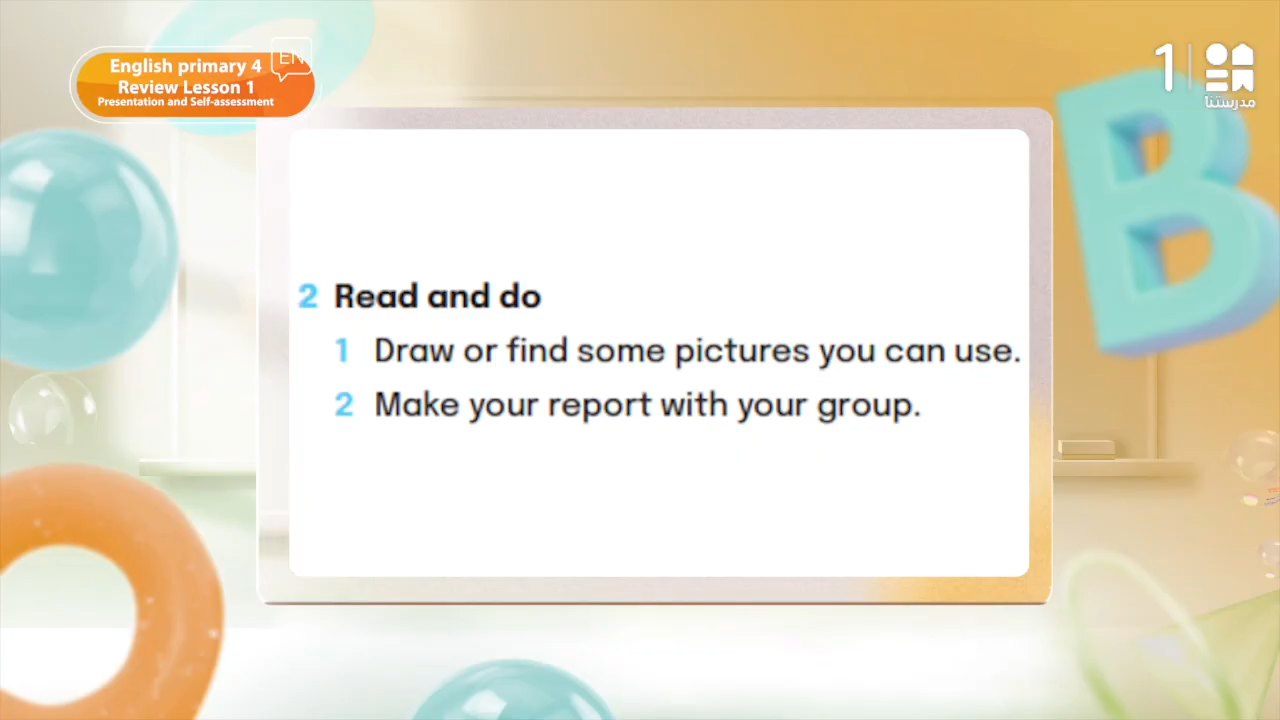 English primary 4
Review Lesson 1
Presentation and Self-assessment
EN
1
مدرستنا
B
2 Read and do
1 Draw or find some pictures you can use.
2 Make your report with your group.